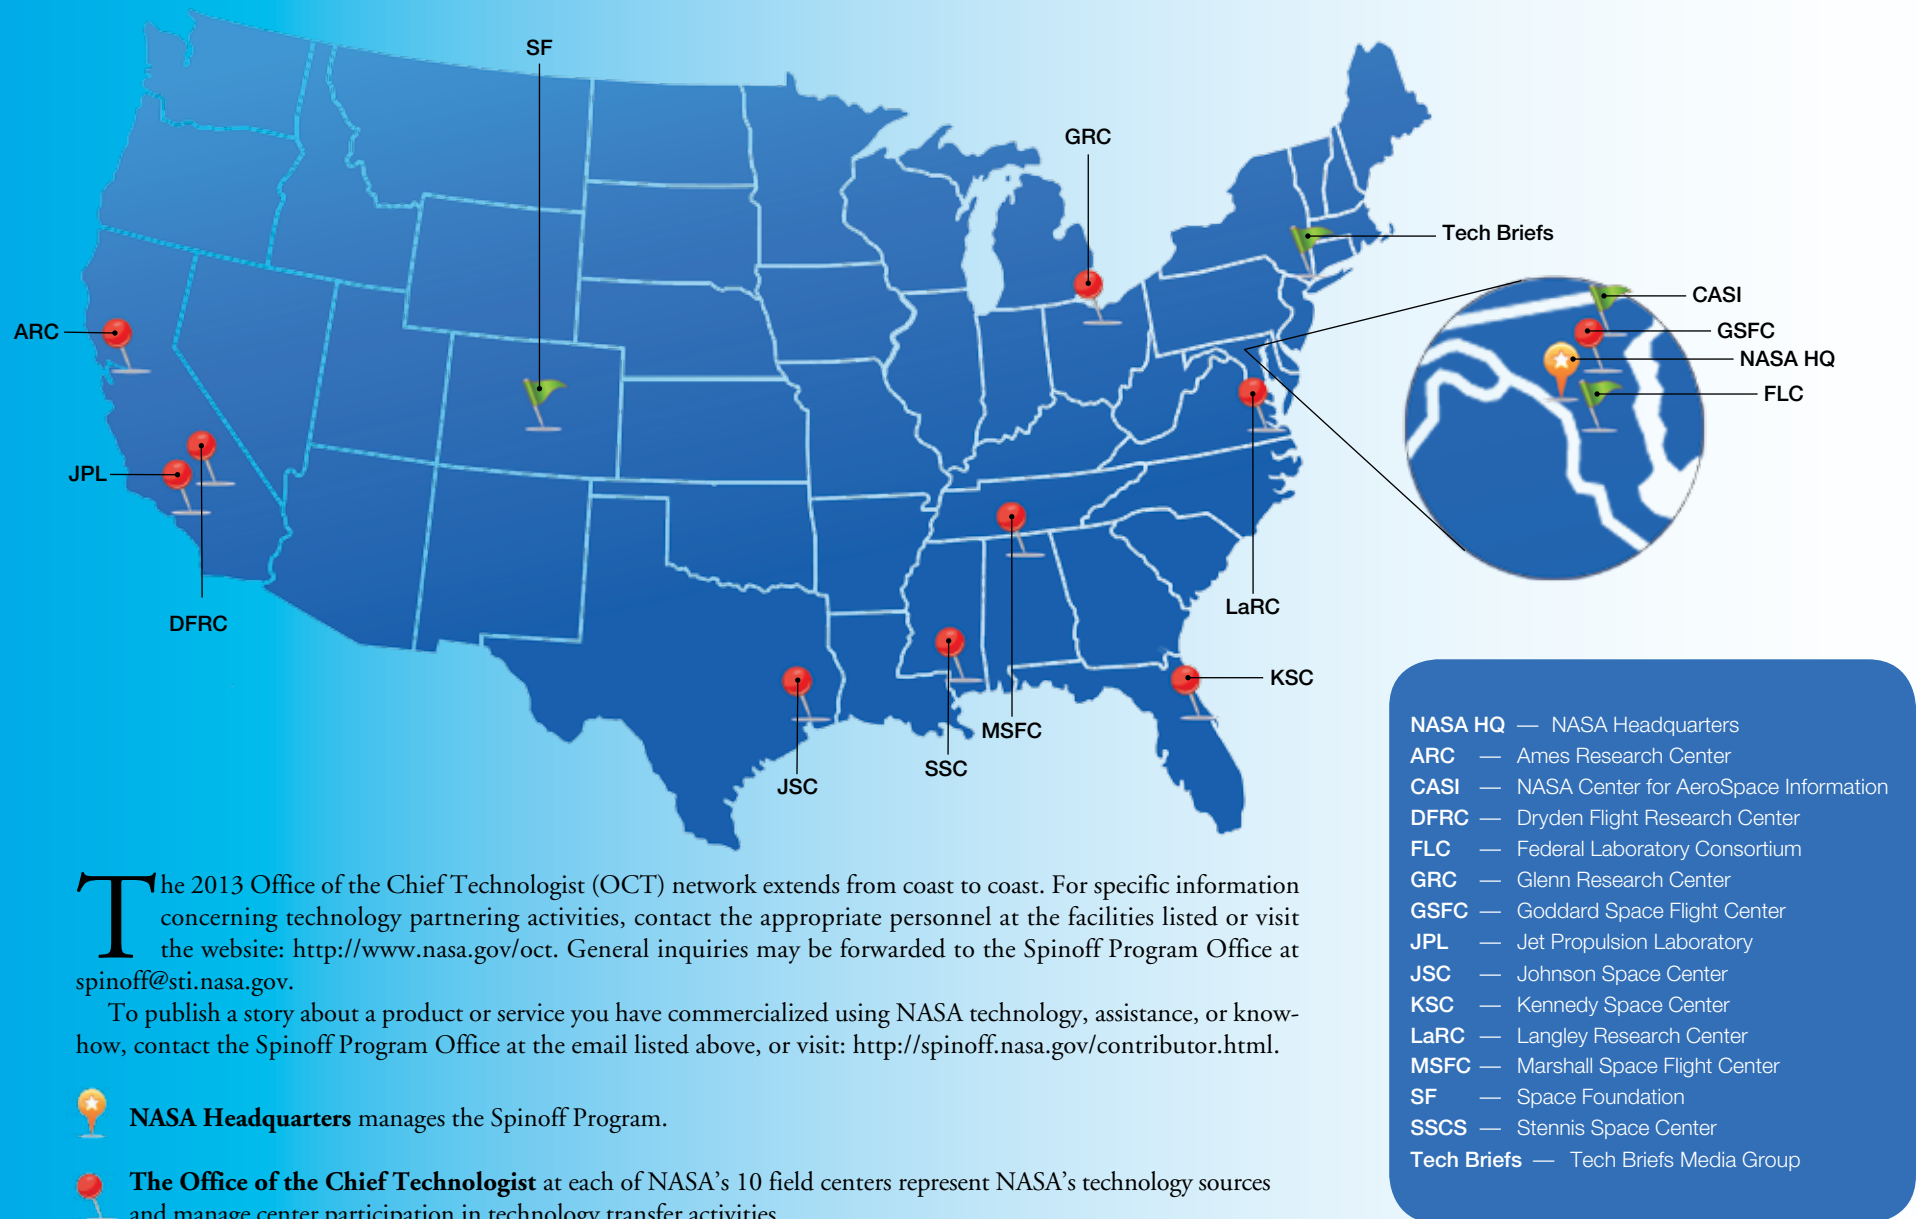 SF
GRC
Tech Briefs
CASI
GSFC
NASA HQ
FLC
ARC
JPL
DFRC
LaRC
KSC
MSFC
SSC
JSC
NASA HQ — NASA Headquarters
ARC — Ames Research Center
CASI — NASA Center for AeroSpace Information
DFRC — Dryden Flight Research Center
FLC — Federal Laboratory Consortium
GRC — Glenn Research Center
GSFC — Goddard Space Flight Center
JPL — Jet Propulsion Laboratory
JSC — Johnson Space Center
KSC — Kennedy Space Center
LaRC — Langley Research Center
MSFC — Marshall Space Flight Center
SF — Space Foundation
SSCS — Stennis Space Center
Tech Briefs — Tech Briefs Media Group
The 2013 Office of the Chief Technologist (OCT) network extends from coast to coast. For specific information
concerning technology partnering activities, contact the appropriate personnel at the facilities listed or visit
the website: http://www.nasa.gov/oct. General inquiries may be forwarded to the Spinoff Program Office at
spinoff@sti.nasa.gov.
To publish a story about a product or service you have commercialized using NASA technology, assistance, or know-
how, contact the Spinoff Program Office at the email listed above, or visit: http://spinoff.nasa.gov/contributor.html.
NASA Headquarters manages the Spinoff Program.
The Office of the Chief Technologist at each of NASA's 10 field centers represent NASA's technology sources
and manage center participation in technology transfer activities.